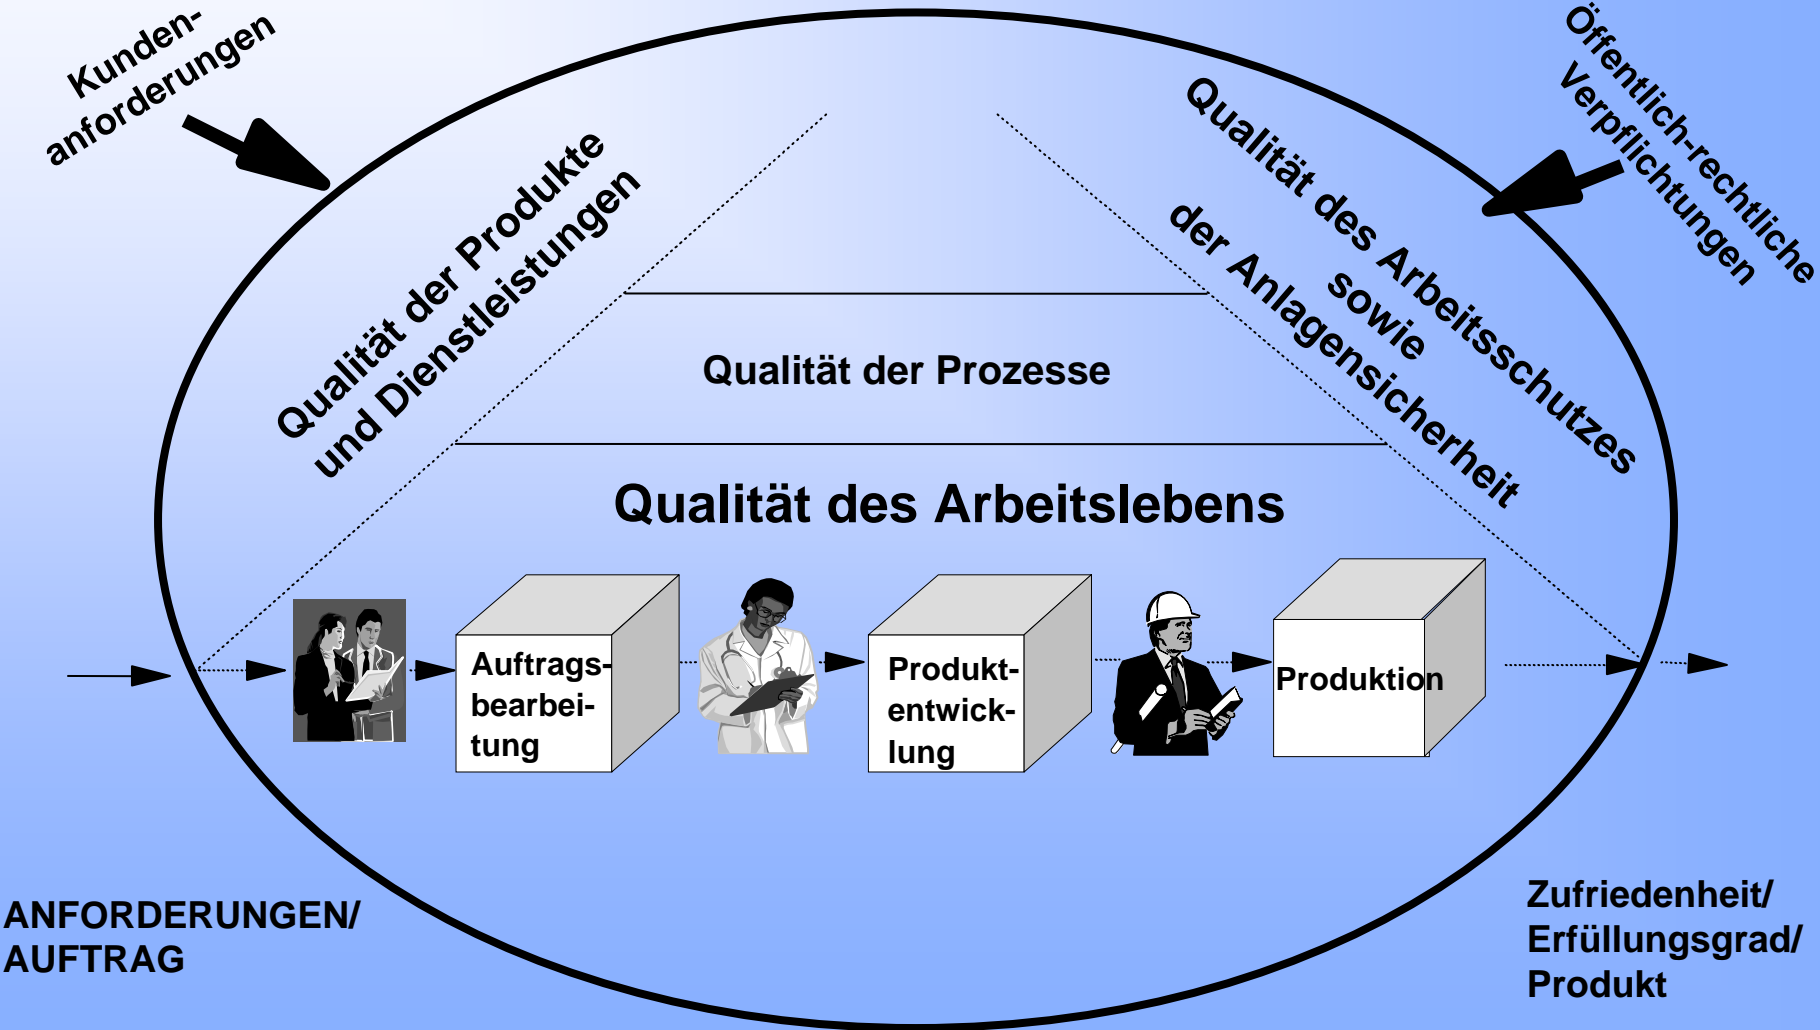 Kunden-
anforderungen
Öffentlich-rechtliche
Verpflichtungen
Qualität der Produkte
und Dienstleistungen
Qualität des Arbeitsschutzes
sowie
der Anlagensicherheit
Qualität der Prozesse
Qualität des Arbeitslebens
Auftrags-
bearbei-
tung
Produkt-
entwick-
lung
Produktion
ANFORDERUNGEN/
AUFTRAG
Zufriedenheit/
Erfüllungsgrad/
Produkt